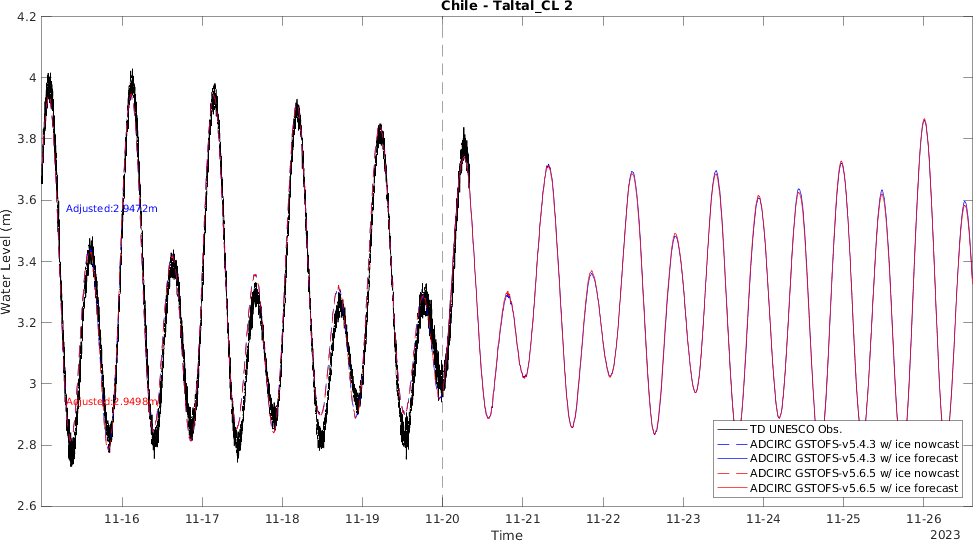 Chile - Taltal_CL 2
4.2
4
3.8
3.6
3.4
3.2
3
2.8
2.6
Water Level (m)
Adjusted:2.9472m
Adjusted:2.9498m
TD UNESCO Obs.
ADCIRC GSTOFS-v5.4.3 w/ ice nowcast
ADCIRC GSTOFS-v5.4.3 w/ ice forecast
ADCIRC GSTOFS-v5.6.5 w/ ice nowcast
ADCIRC GSTOFS-v5.6.5 w/ ice forecast
11-16 11-17 11-18 11-19 11-20 11-21 11-22 11-23 11-24 11-25 11-26
2023
Time